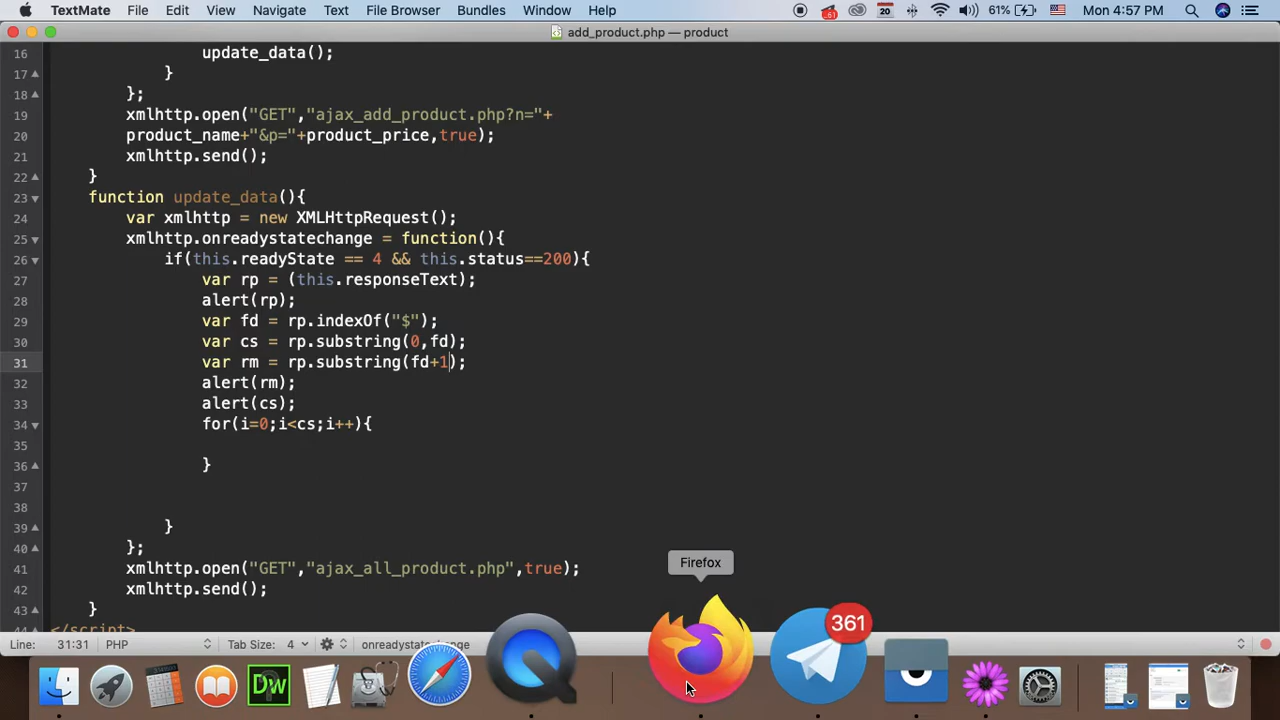 TextMate File Edit View Navigate Text File Browser Bundles Window Help 61% Mon 4:57 PM
add_product.php — product
16 update_data();
17 }
18 };
19 xmlhttp.open("GET","ajax_add_product.php?n="+
20 product_name+"&p="+product_price,true);
21 xmlhttp.send();
22 }
23 function update_data(){
24 var xmlhttp = new XMLHttpRequest();
25 xmlhttp.onreadystatechange = function(){
26 if(this.readyState == 4 && this.status==200){
27 var rp = (this.responseText);
28 alert(rp);
29 var fd = rp.indexOf("$");
30 var cs = rp.substring(0,fd);
31 var rm = rp.substring(fd+1);
32 alert(rm);
33 alert(cs);
34 for(i=0;i<cs;i++){
35
36 }
37
38
39 }
40 };
41 xmlhttp.open("GET","ajax_all_product.php",true);
42 xmlhttp.send();
43 }
44 </script>
Firefox
Line: 31:31 PHP Tab Size: 4 onreadystatechange
361
Dw